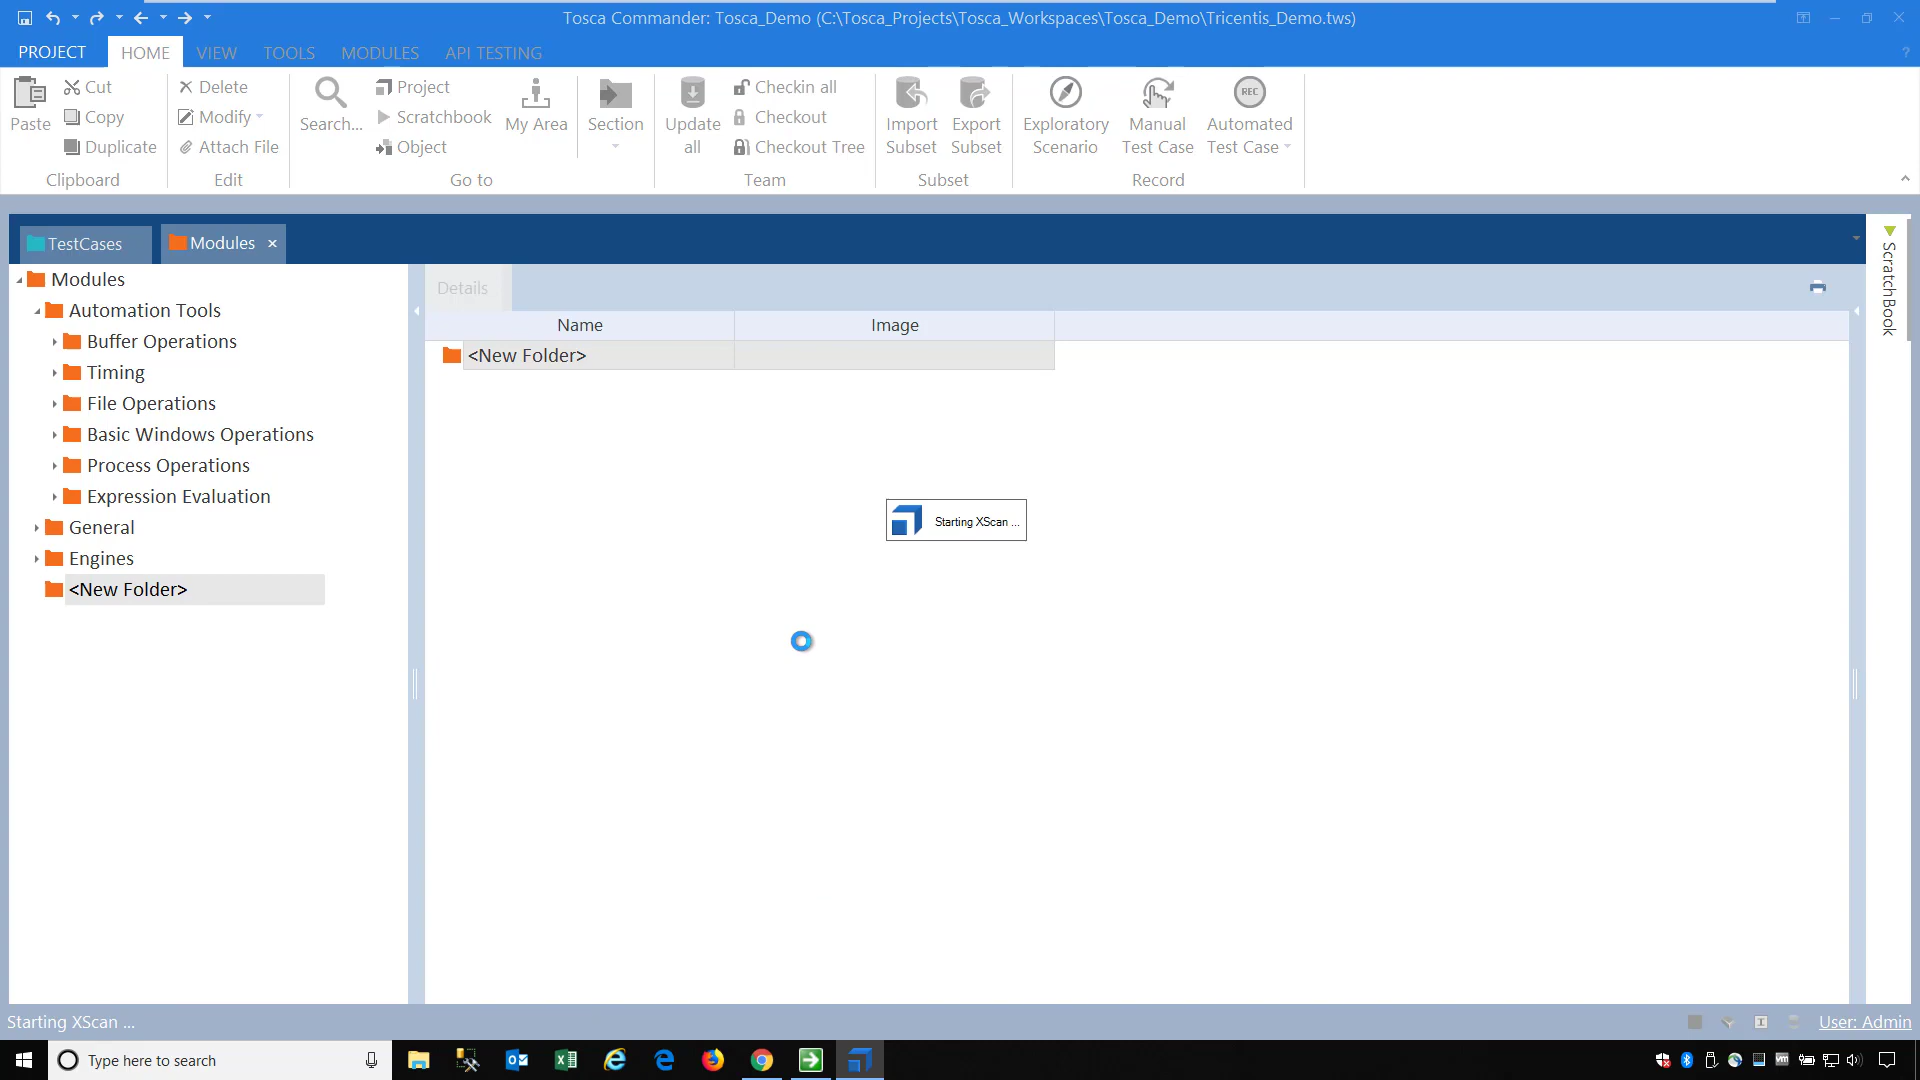 Tosca Commander: Tosca_Demo (C:\Tosca_Projects\Tosca_Workspaces\Tosca_Demo\Tricentis_Demo.tws)
PROJECT HOME VIEW TOOLS MODULES API TESTING
?
Paste
Cut
Copy
Duplicate
Clipboard
Delete
Modify
Attach File
Edit
Search...
Project
Scratchbook
Object
My Area
Section
Go to
Update all
Checkin all
Checkout
Checkout Tree
Team
Import Subset
Export Subset
Subset
Exploratory Scenario
Manual Test Case
REC
Automated Test Case
Record
TestCases
Modules
ScratchBook
Modules
Automation Tools
Buffer Operations
Timing
File Operations
Basic Windows Operations
Process Operations
Expression Evaluation
General
Engines
<New Folder>
Details
Name Image
<New Folder>
Starting XScan ...
Starting XScan ...
User: Admin
Type here to search